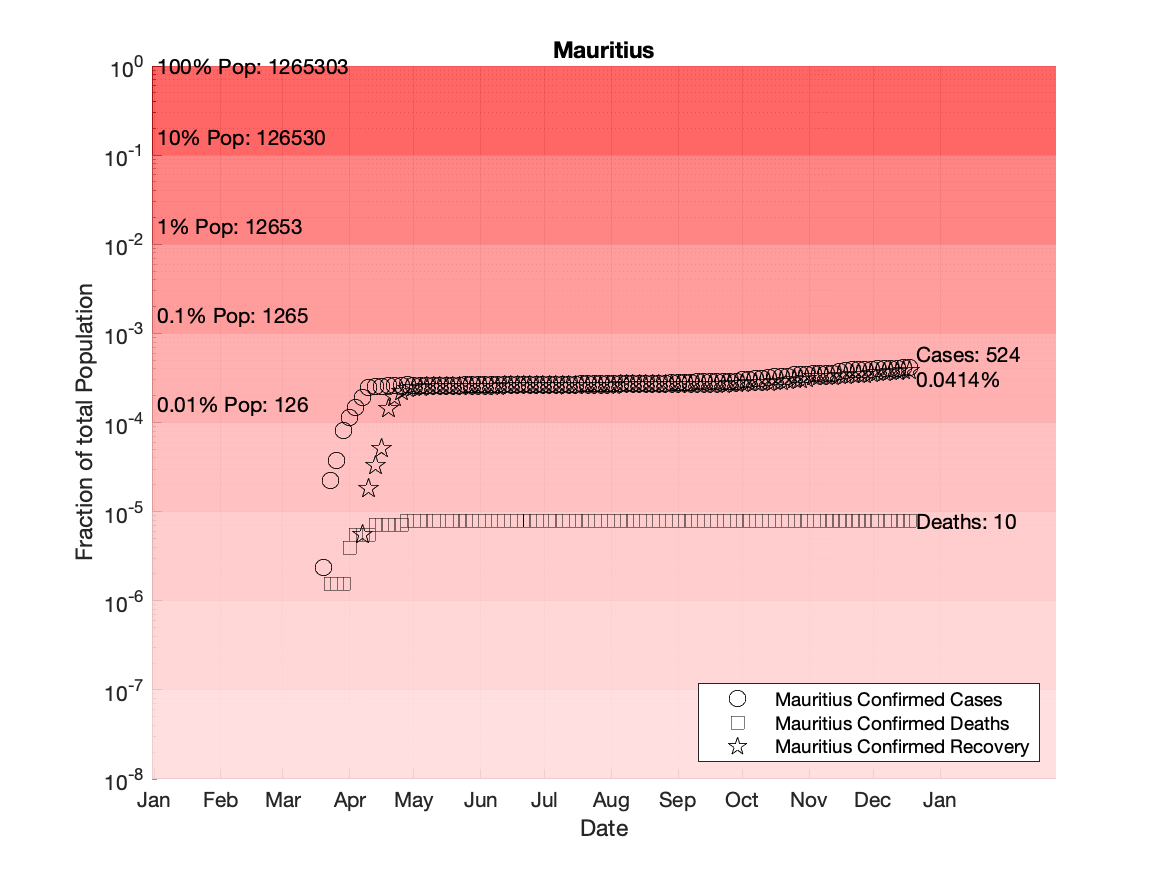 Mauritius
10^0
100% Pop: 1265303
10% Pop: 126530
10^-1
1% Pop: 12653
10^-2
0.1% Pop: 1265
10^-3
Cases: 524
0.0414%
0.01% Pop: 126
10^-4
10^-5
Deaths: 10
10^-6
10^-7
10^-8
Fraction of total Population
Mauritius Confirmed Cases
Mauritius Confirmed Deaths
Mauritius Confirmed Recovery
Jan Feb Mar Apr May Jun Jul Aug Sep Oct Nov Dec Jan
Date